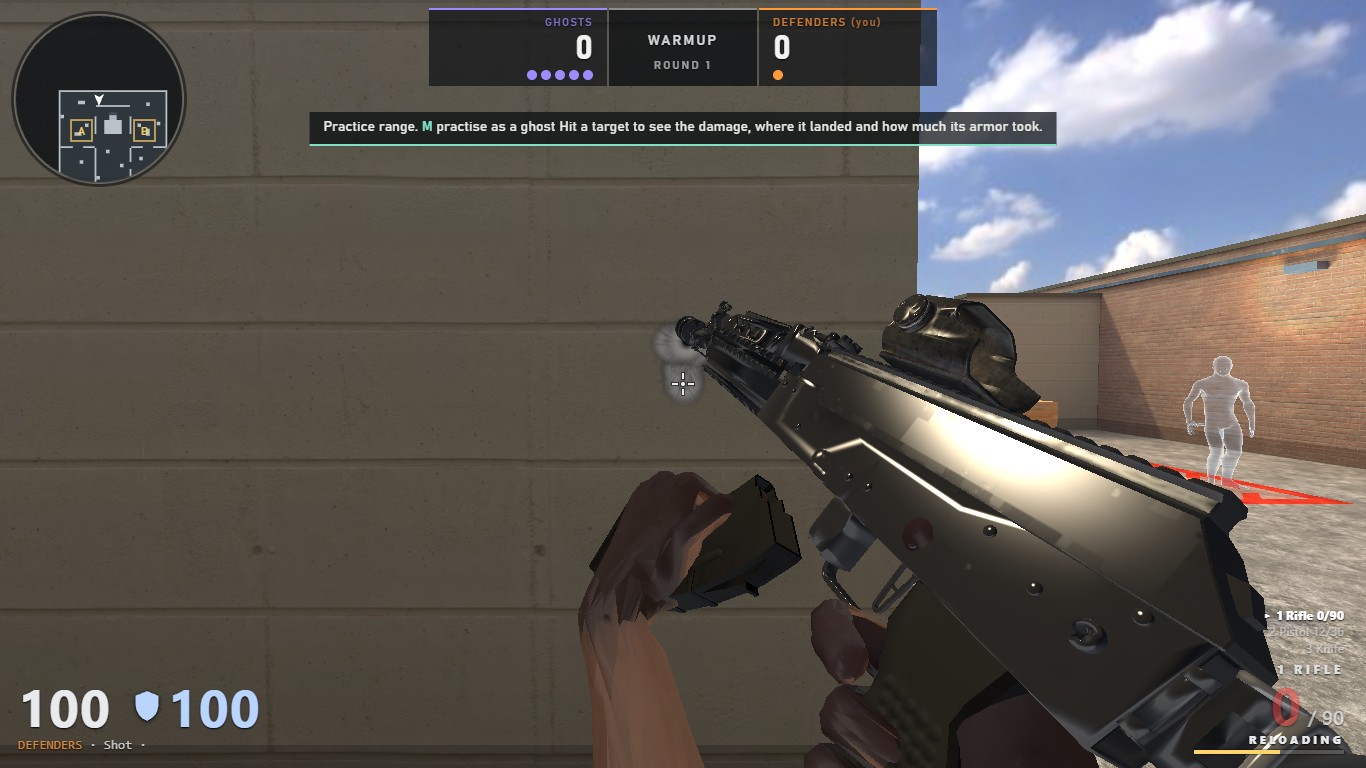 GHOSTS
0
WARMUP
ROUND 1
DEFENDERS (you)
0
Practice range. M practise as a ghost Hit a target to see the damage, where it landed and how much its armor took.
A
B
1 Rifle 0/90
2 Pistol 12/36
3 Knife
1 RIFLE
0 / 90
RELOADING
100
100
DEFENDERS · Shot ·